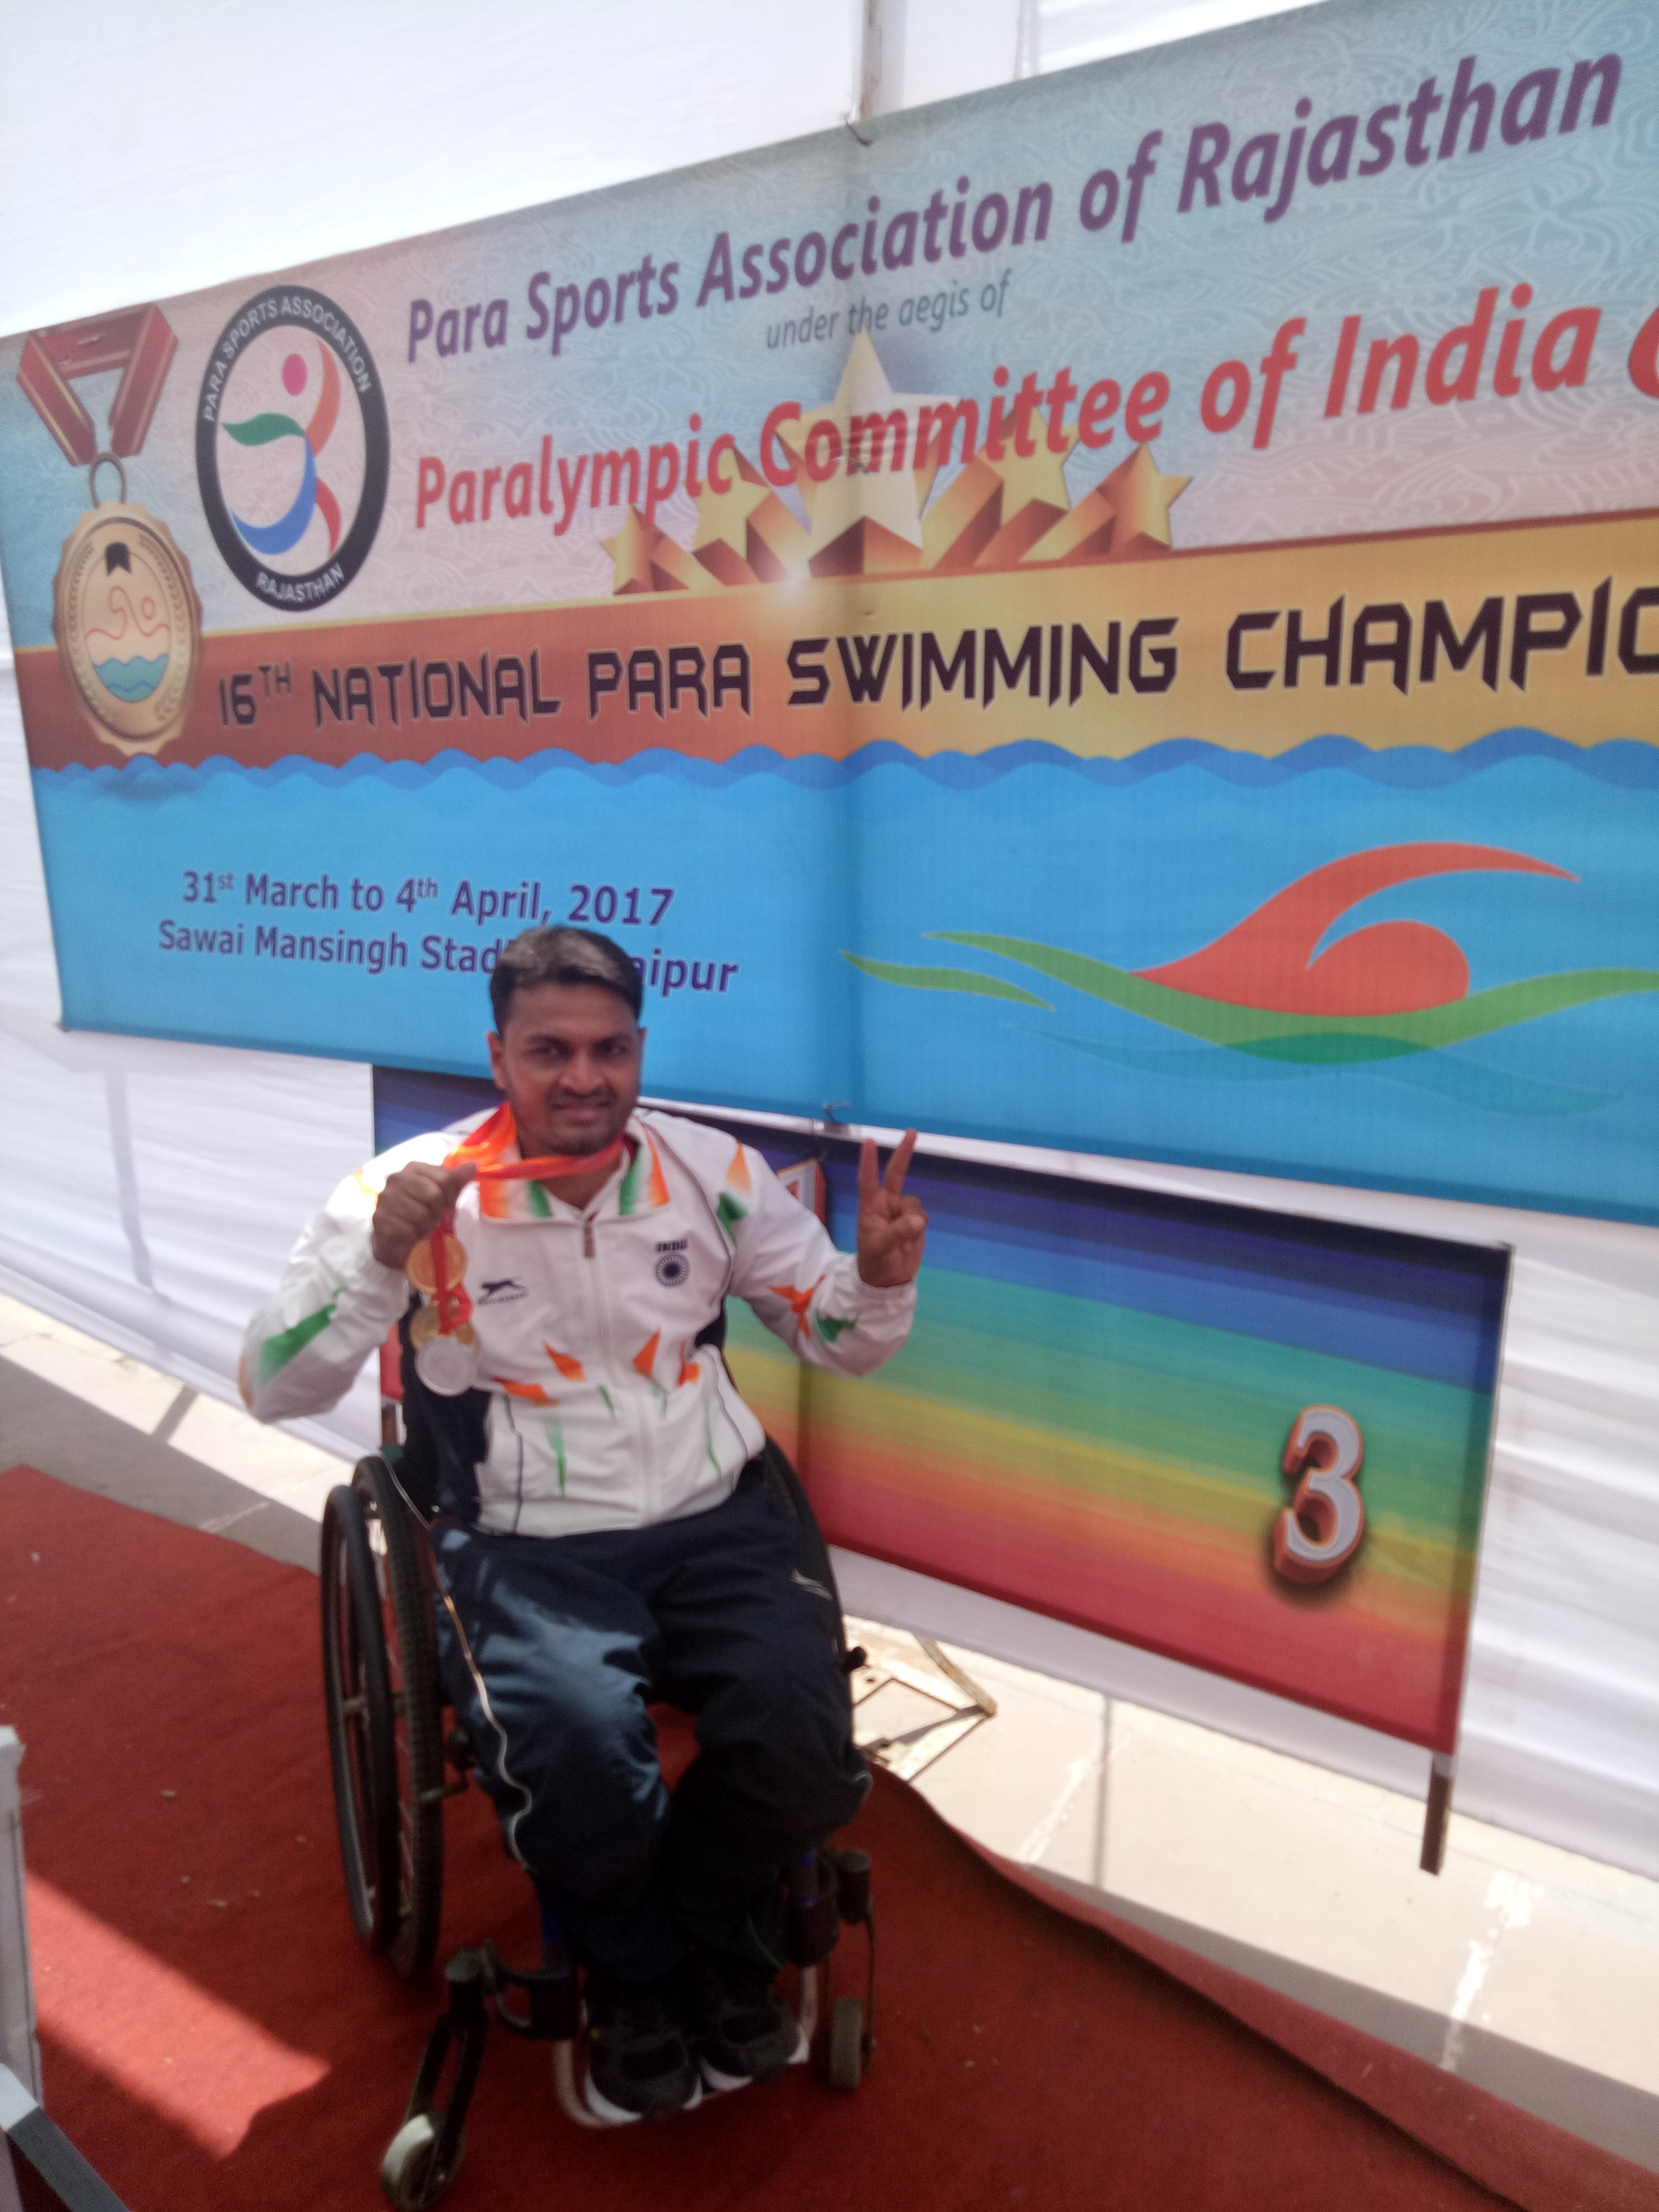 Para Sports Association of Rajasthan
under the aegis of
Paralympic Committee of India
PARA SPORTS ASSOCIATION
RAJASTHAN
16TH NATIONAL PARA SWIMMING
31st March to 4th April, 2017
Sawai Mansingh
INDIA
3